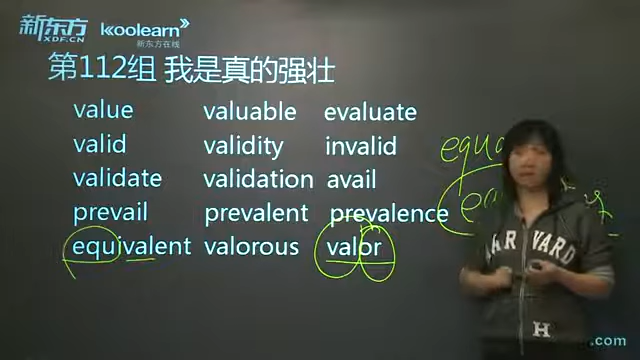 新东方 koolearn
XDF.CN 新东方在线
第112组 我是真的强壮
value valuable evaluate
valid validity invalid
validate validation avail
prevail prevalent prevalence
equivalent valorous valor
equa
HARVARD
H
.com